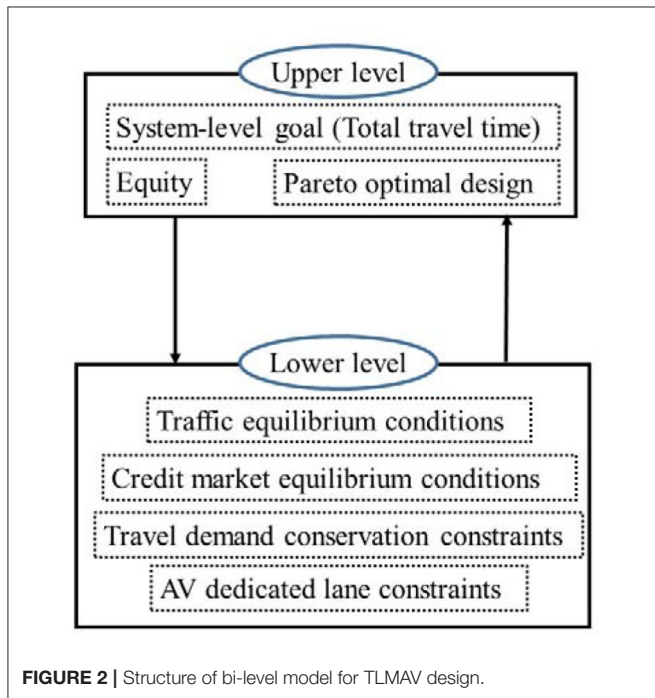 Upper level
System-level goal (Total travel time)
Equity
Pareto optimal design
Lower level
Traffic equilibrium conditions
Credit market equilibrium conditions
Travel demand conservation constraints
AV dedicated lane constraints
FIGURE 2 | Structure of bi-level model for TLMAV design.